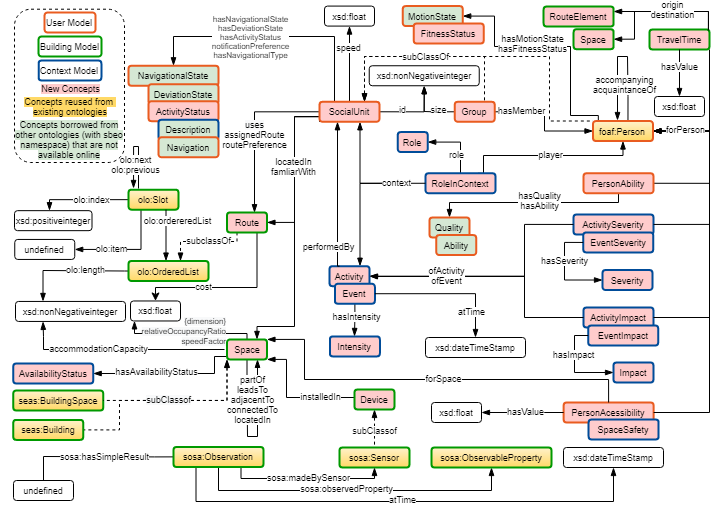 User Model
Building Model
Context Model
New Concepts
Concepts reused from
existing ontologies
Concepts borrowed from
other ontologies (with sbeo
namespace) that are not
available online
hasNavigationalState
hasDeviationState
hasActivityStatus
notificationPreference
hasNavigationalType
NavigationalState
DeviationState
ActivityStatus
Description
Navigation
xsd:float
speed
MotionState
FitnessStatus
hasMotionState
hasFitnessStatus
RouteElement
Space
origin
destination
TravelTime
hasValue
xsd:float
subClassOf
xsd:nonNegativeinteger
accompanying
acquaintanceOf
SocialUnit
id
size
Group
hasMember
foaf:Person
forPerson
uses
assignedRoute
routePreference
Role
role
player
olo:next
olo:previous
locatedIn
famliarWith
context
RoleInContext
PersonAbility
hasQuality
hasAbility
olo:Slot
olo:index
xsd:positiveinteger
olo:ordereredList
Route
Quality
Ability
ActivitySeverity
EventSeverity
undefined
olo:item
subclassOf
performedBy
hasSeverity
olo:length
olo:OrderedList
cost
Activity
Event
ofActivity
ofEvent
Severity
xsd:nonNegativeinteger
xsd:float
hasIntensity
atTime
ActivityImpact
EventImpact
{dimension}
relativeOccupancyRatio
speedFactor
accommodationCapacity
Space
Intensity
xsd:dateTimeStamp
hasImpact
Impact
AvailabilityStatus
hasAvailabilityStatus
partOf
leadsTo
adjacentTo
connectedTo
locatedIn
forSpace
seas:BuildingSpace
subClassof
installedIn
Device
xsd:float
hasValue
PersonAcessibility
SpaceSafety
seas:Building
subClassof
sosa:hasSimpleResult
sosa:Observation
sosa:Sensor
sosa:ObservableProperty
xsd:dateTimeStamp
undefined
sosa:madeBySensor
sosa:observedProperty
atTime